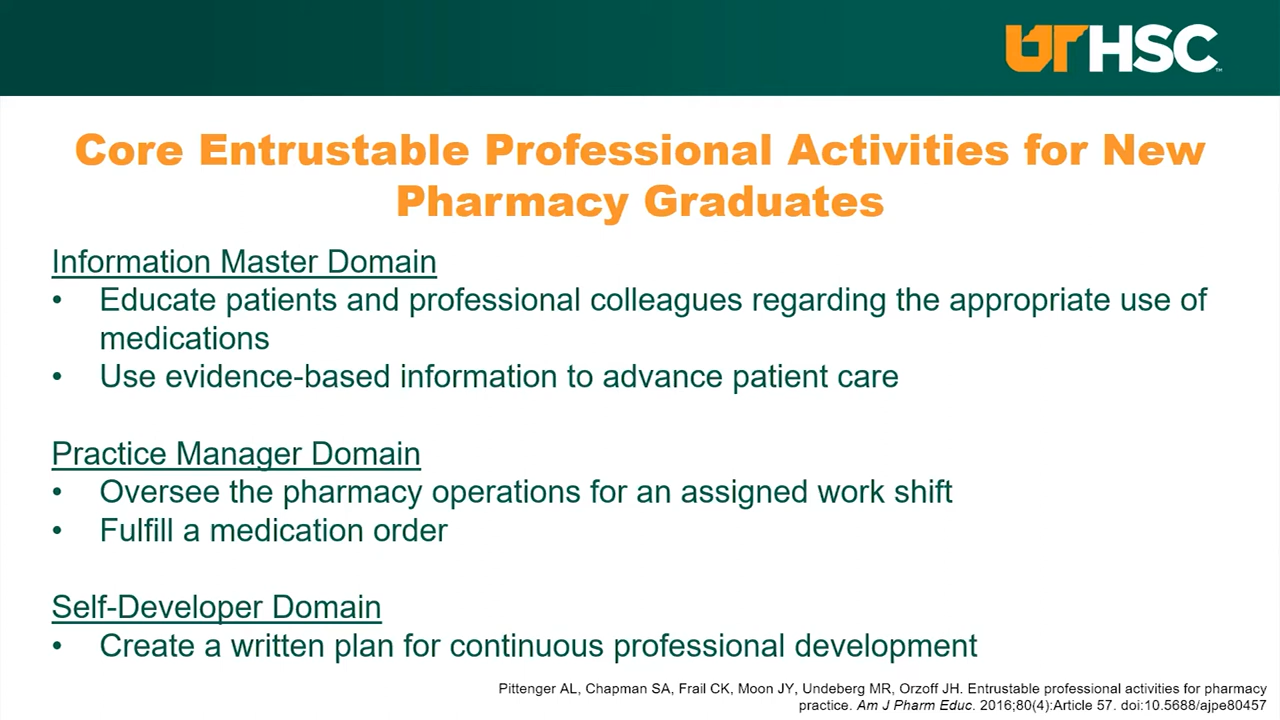 UTHSC™
Core Entrustable Professional Activities for New
Pharmacy Graduates
Information Master Domain
• Educate patients and professional colleagues regarding the appropriate use of
medications
• Use evidence-based information to advance patient care
Practice Manager Domain
• Oversee the pharmacy operations for an assigned work shift
• Fulfill a medication order
Self-Developer Domain
• Create a written plan for continuous professional development
Pittenger AL, Chapman SA, Frail CK, Moon JY, Undeberg MR, Orzoff JH. Entrustable professional activities for pharmacy
practice. Am J Pharm Educ. 2016;80(4):Article 57. doi:10.5688/ajpe80457